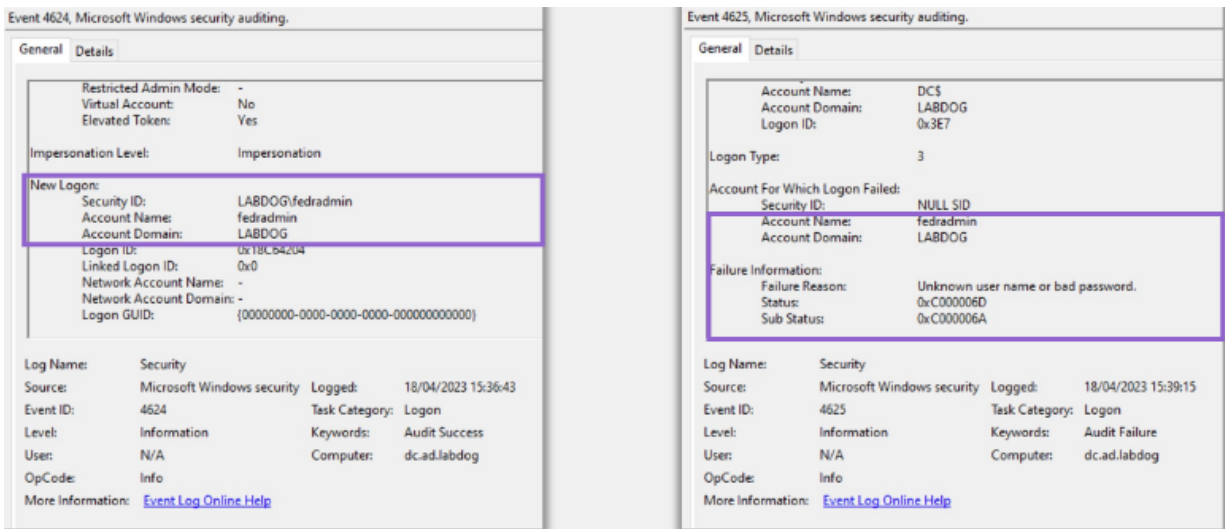 Event 4624, Microsoft Windows security auditing.
General Details
Restricted Admin Mode: -
Virtual Account: No
Elevated Token: Yes
Impersonation Level: Impersonation
New Logon:
Security ID: LABDOG\fedradmin
Account Name: fedradmin
Account Domain: LABDOG
Logon ID: 0x18C64204
Linked Logon ID: 0x0
Network Account Name: -
Network Account Domain: -
Logon GUID: {00000000-0000-0000-0000-000000000000}
Log Name: Security
Source: Microsoft Windows security Logged: 18/04/2023 15:36:43
Event ID: 4624 Task Category: Logon
Level: Information Keywords: Audit Success
User: N/A Computer: dc.ad.labdog
OpCode: Info
More Information: Event Log Online Help
Event 4625, Microsoft Windows security auditing.
General Details
Account Name: DC$
Account Domain: LABDOG
Logon ID: 0x3E7
Logon Type: 3
Account For Which Logon Failed:
Security ID: NULL SID
Account Name: fedradmin
Account Domain: LABDOG
Failure Information:
Failure Reason: Unknown user name or bad password.
Status: 0xC000006D
Sub Status: 0xC000006A
Log Name: Security
Source: Microsoft Windows security Logged: 18/04/2023 15:39:15
Event ID: 4625 Task Category: Logon
Level: Information Keywords: Audit Failure
User: N/A Computer: dc.ad.labdog
OpCode: Info
More Information: Event Log Online Help